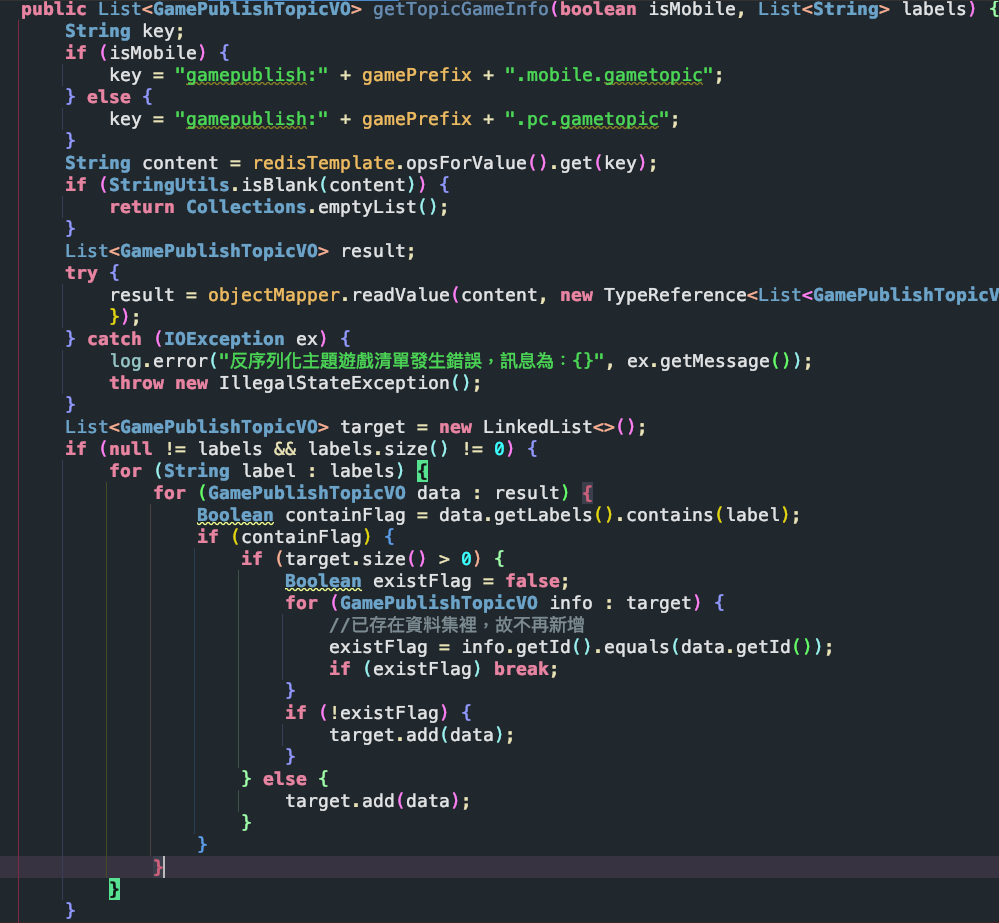 public List<GamePublishTopicVO> getTopicGameInfo(boolean isMobile, List<String> labels) {
String key;
if (isMobile) {
key = "gamepublish:" + gamePrefix + ".mobile.gametopic";
} else {
key = "gamepublish:" + gamePrefix + ".pc.gametopic";
}
String content = redisTemplate.opsForValue().get(key);
if (StringUtils.isBlank(content)) {
return Collections.emptyList();
}
List<GamePublishTopicVO> result;
try {
result = objectMapper.readValue(content, new TypeReference<List<GamePublishTopicV
});
} catch (IOException ex) {
log.error("反序列化主題遊戲清單發生錯誤，訊息為：{}", ex.getMessage());
throw new IllegalStateException();
}
List<GamePublishTopicVO> target = new LinkedList<>();
if (null != labels && labels.size() != 0) {
for (String label : labels) {
for (GamePublishTopicVO data : result) {
Boolean containFlag = data.getLabels().contains(label);
if (containFlag) {
if (target.size() > 0) {
Boolean existFlag = false;
for (GamePublishTopicVO info : target) {
//已存在資料集裡，故不再新增
existFlag = info.getId().equals(data.getId());
if (existFlag) break;
}
if (!existFlag) {
target.add(data);
}
} else {
target.add(data);
}
}
}
}
}